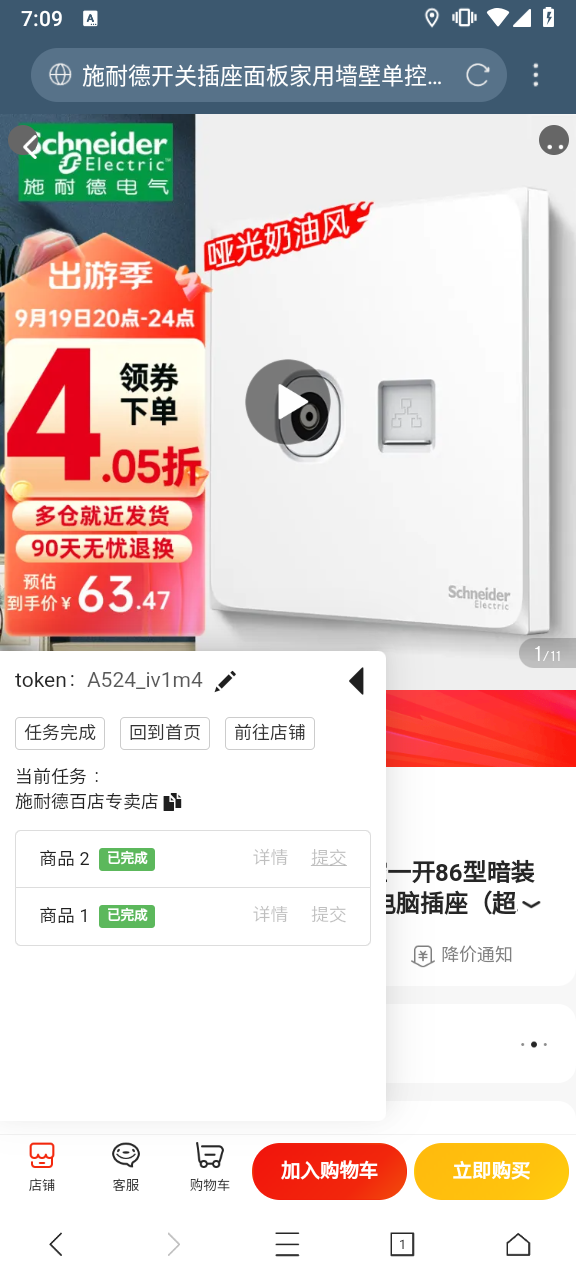 7:09
A
施耐德开关插座面板家用墙壁单控...
Schneider
Electric
施耐德电气
哑光奶油风
出游季
9月19日20点-24点
领券
下单
4.05折
多仓就近发货
90天无忧退换
预估
到手价¥63.47
Schneider
Electric
1/11
token: A524_iv1m4
任务完成
回到首页
前往店铺
当前任务：
施耐德百店专卖店
商品 2 已完成 详情 提交
商品 1 已完成 详情 提交
一开86型暗装
电脑插座（超
降价通知
店铺
客服
购物车
加入购物车
立即购买
1